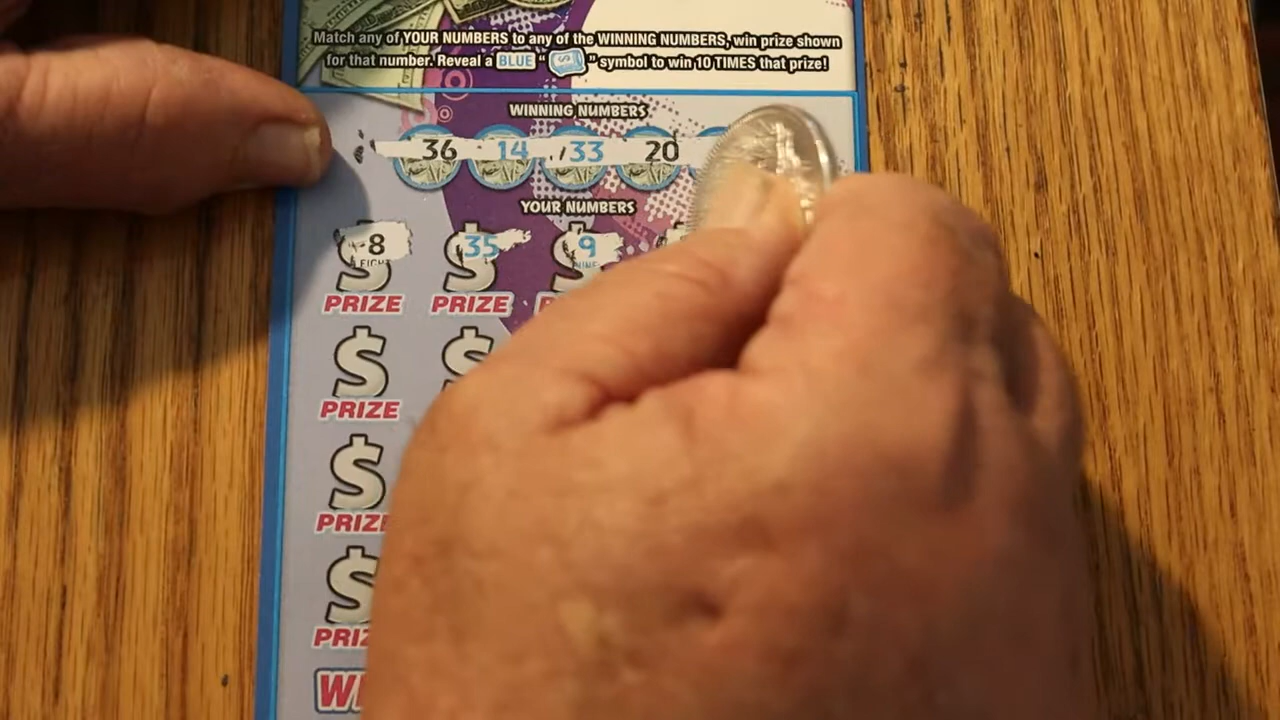 Match any of YOUR NUMBERS to any of the WINNING NUMBERS, win prize shown
for that number. Reveal a BLUE " $ " symbol to win 10 TIMES that prize!
WINNING NUMBERS
36 14 33 20
YOUR NUMBERS
8 35 9
$ $ $
PRIZE PRIZE
$ $
PRIZE
$
PRIZE
$